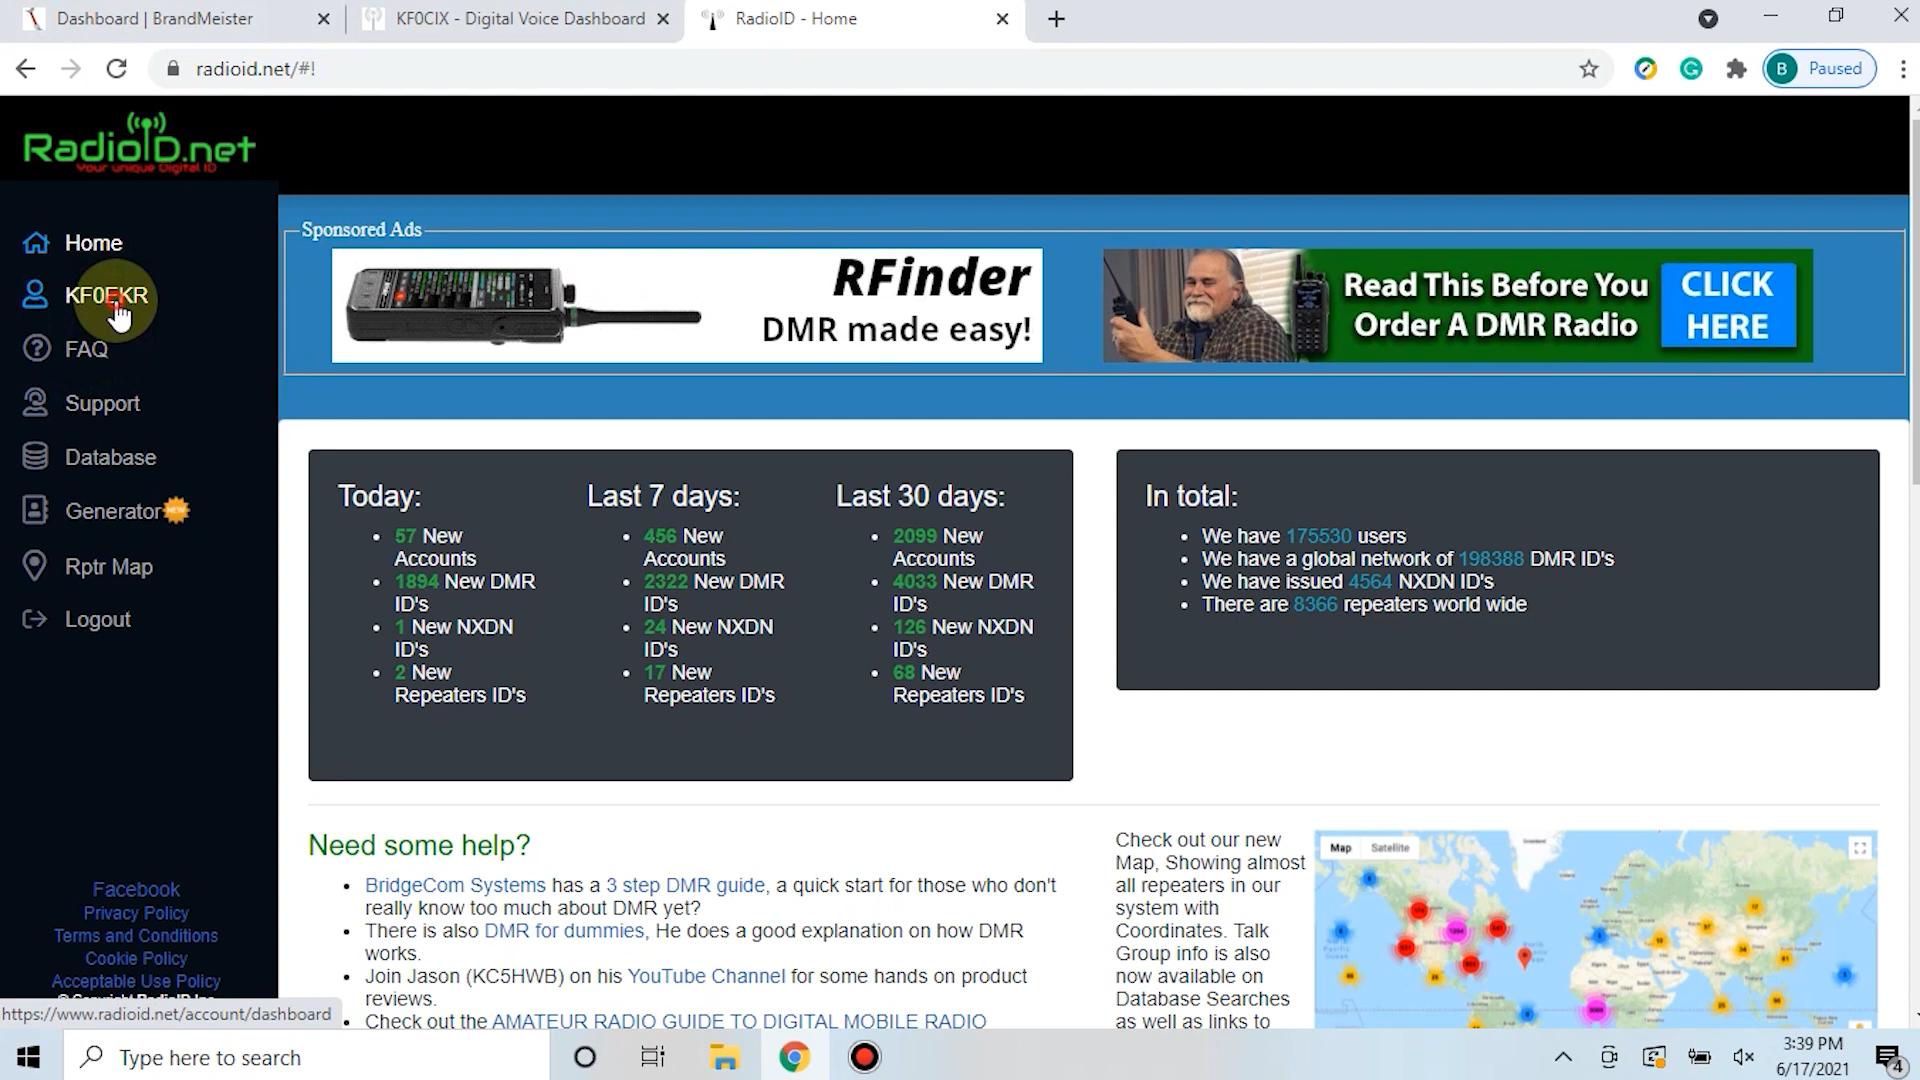 Dashboard | BrandMeister
KF0CIX - Digital Voice Dashboard
RadioID - Home
radioid.net/#!
B
Paused
RadioID.net
Your Unique Digital ID
Home
KF0EKR
FAQ
Support
Database
Generator NEW
Rptr Map
Logout
Facebook
Privacy Policy
Terms and Conditions
Cookie Policy
Acceptable Use Policy
https://www.radioid.net/account/dashboard
Sponsored Ads
RFinder
DMR made easy!
Read This Before You
Order A DMR Radio
CLICK
HERE
Today:
57 New
Accounts
1894 New DMR
ID's
1 New NXDN
ID's
2 New
Repeaters ID's
Last 7 days:
456 New
Accounts
2322 New DMR
ID's
24 New NXDN
ID's
17 New
Repeaters ID's
Last 30 days:
2099 New
Accounts
4033 New DMR
ID's
126 New NXDN
ID's
68 New
Repeaters ID's
In total:
We have 175530 users
We have a global network of 198388 DMR ID's
We have issued 4564 NXDN ID's
There are 8366 repeaters world wide
Need some help?
BridgeCom Systems has a 3 step DMR guide, a quick start for those who don't
really know too much about DMR yet?
There is also DMR for dummies, He does a good explanation on how DMR
works.
Join Jason (KC5HWB) on his YouTube Channel for some hands on product
reviews.
Check out the AMATEUR RADIO GUIDE TO DIGITAL MOBILE RADIO
Check out our new
Map, Showing almost
all repeaters in our
system with
Coordinates. Talk
Group info is also
now available on
Database Searches
as well as links to
Map
Satellite
Type here to search
3:39 PM
6/17/2021
4